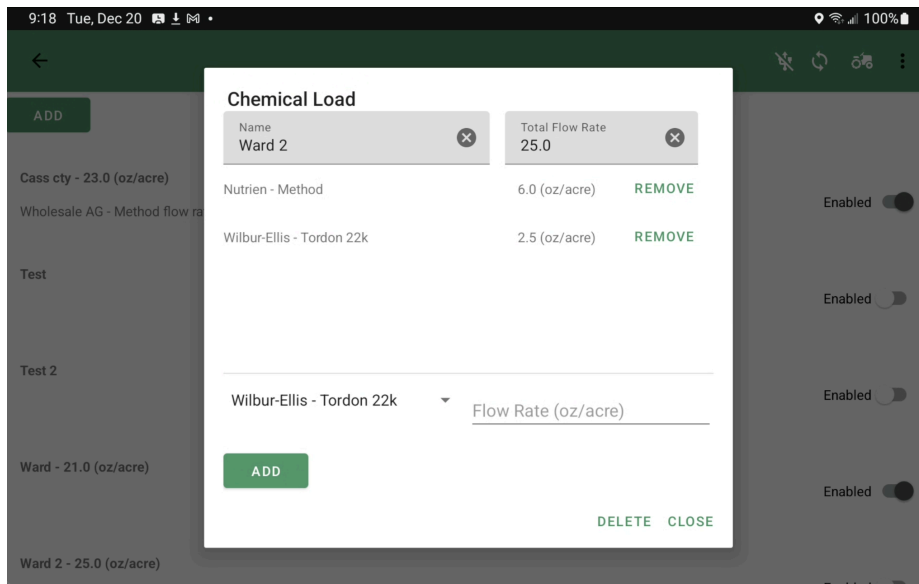 9:18 Tue, Dec 20
100%
ADD
Cass cty - 23.0 (oz/acre)
Wholesale AG - Method flow ra
Enabled
Test
Enabled
Test 2
Enabled
Ward - 21.0 (oz/acre)
Enabled
Ward 2 - 25.0 (oz/acre)
Chemical Load
Name
Ward 2
Total Flow Rate
25.0
Nutrien - Method 6.0 (oz/acre) REMOVE
Wilbur-Ellis - Tordon 22k 2.5 (oz/acre) REMOVE
Wilbur-Ellis - Tordon 22k
Flow Rate (oz/acre)
ADD
DELETE CLOSE